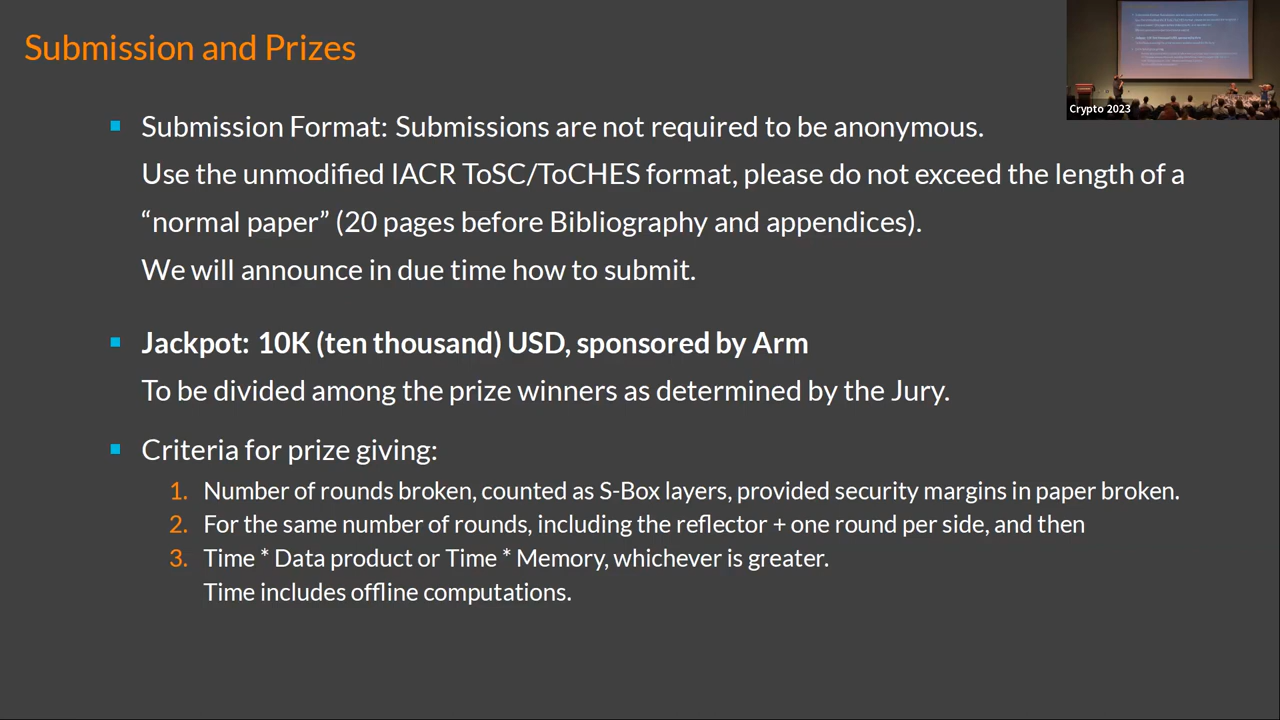 Submission and Prizes
Crypto 2023
Submission Format: Submissions are not required to be anonymous.
Use the unmodified IACR ToSC/ToCHES format, please do not exceed the length of a
“normal paper” (20 pages before Bibliography and appendices).
We will announce in due time how to submit.
Jackpot: 10K (ten thousand) USD, sponsored by Arm
To be divided among the prize winners as determined by the Jury.
Criteria for prize giving:
1. Number of rounds broken, counted as S-Box layers, provided security margins in paper broken.
2. For the same number of rounds, including the reflector + one round per side, and then
3. Time * Data product or Time * Memory, whichever is greater.
Time includes offline computations.